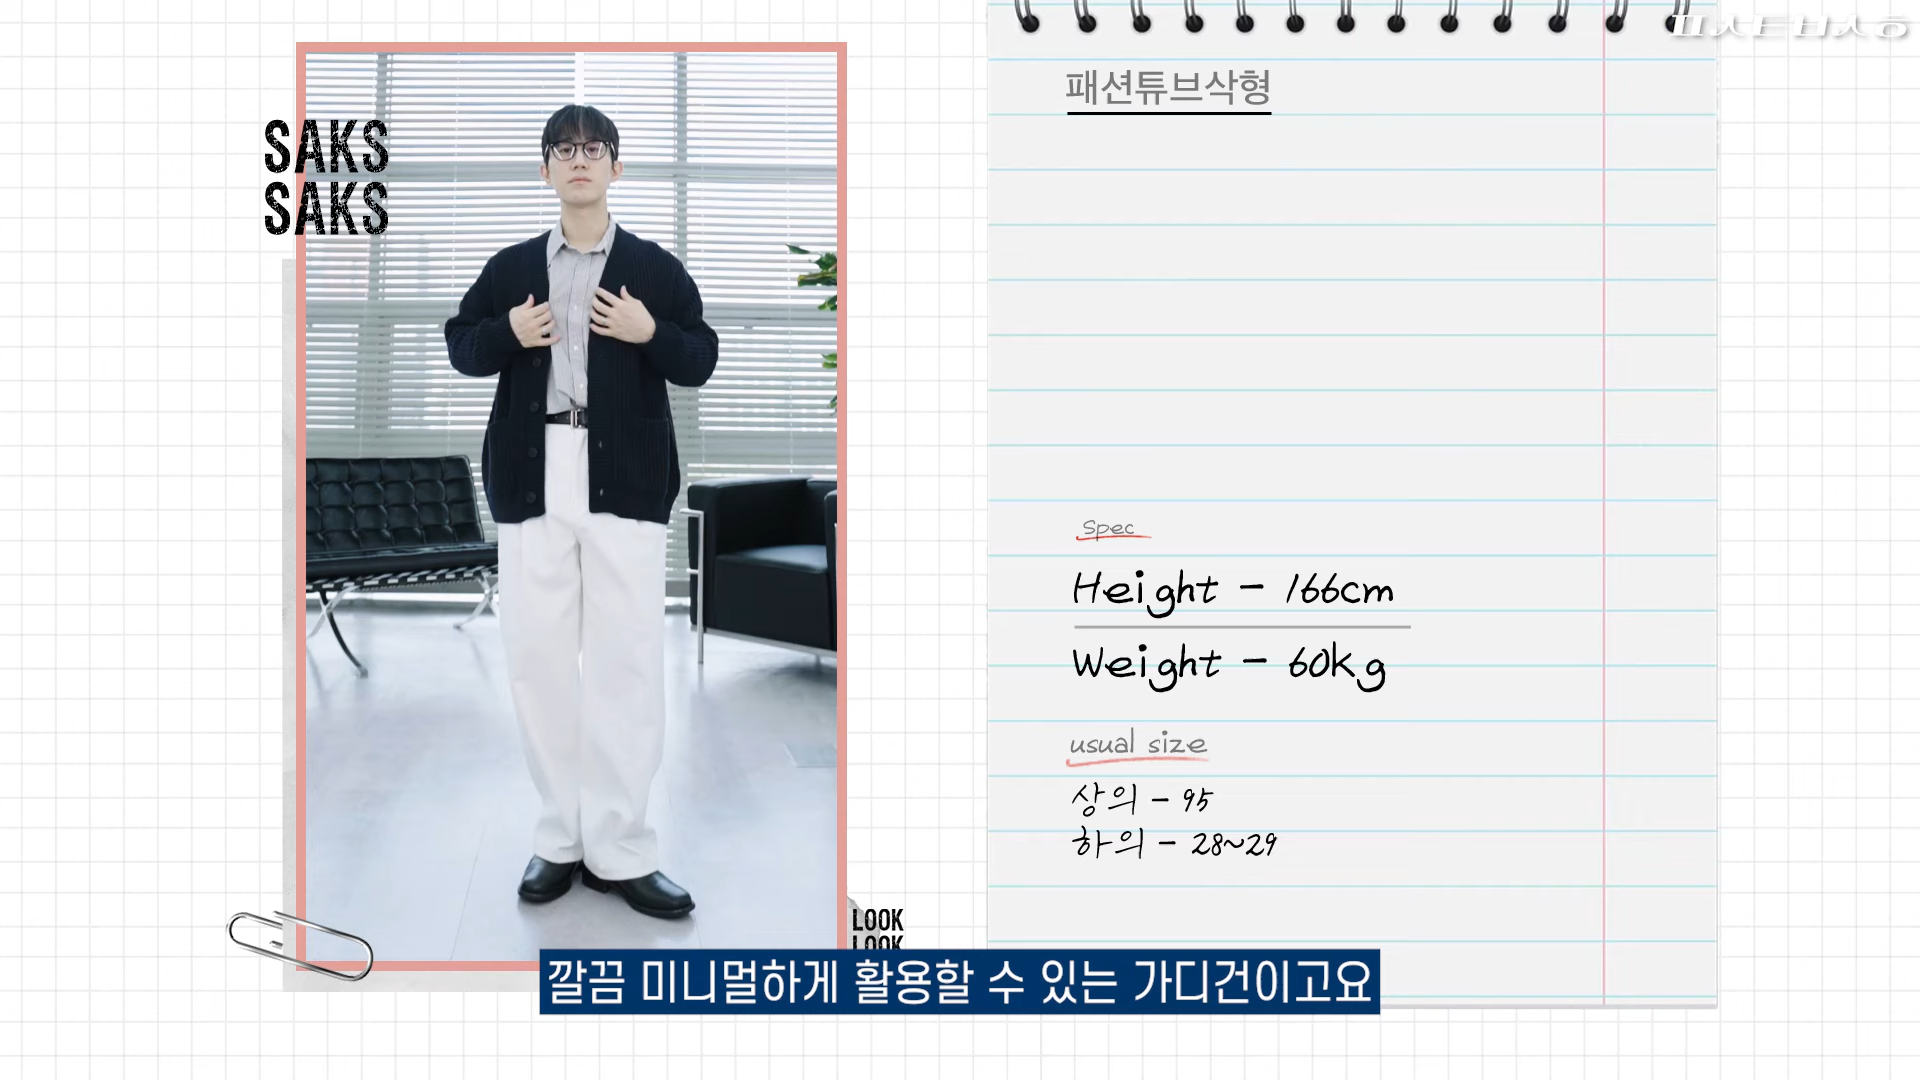 SAKS
SAKS
패션튜브삭형
Spec
Height - 166cm
Weight - 60kg
usual size
상의 - 95
하의 - 28~29
LOOK
LOOK
깔끔 미니멀하게 활용할 수 있는 가디건이고요